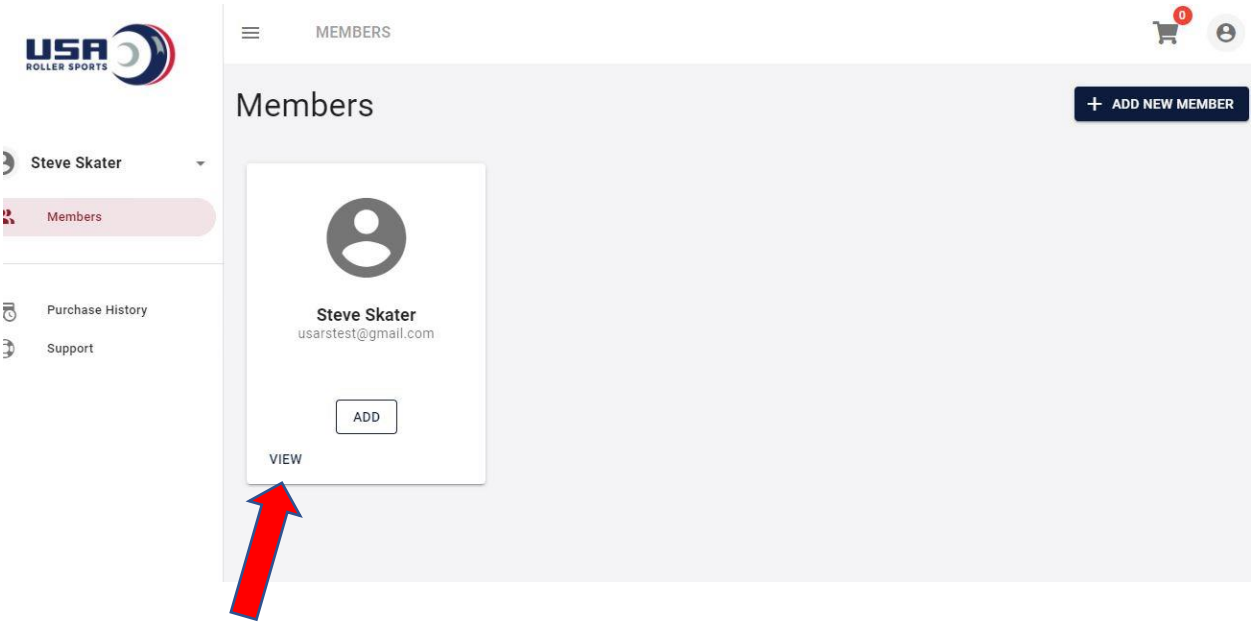 USA
ROLLER SPORTS
MEMBERS
0
Members
+ ADD NEW MEMBER
Steve Skater
Members
Purchase History
Support
Steve Skater
usarstest@gmail.com
ADD
VIEW